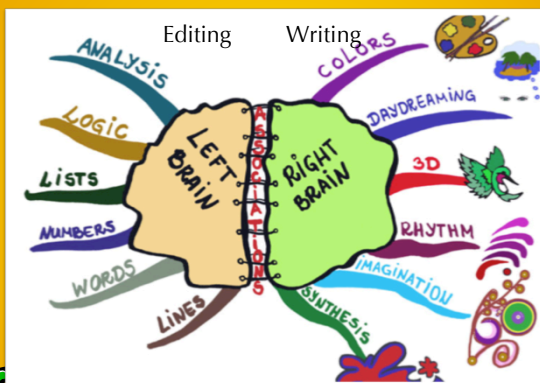 Editing
Writing
ANALYSIS
LOGIC
LISTS
NUMBERS
WORDS
LINES
LEFT
BRAIN
ASSOCIATIONS
RIGHT
BRAIN
COLORS
DAYDREAMING
3D
RHYTHM
IMAGINATION
SYNTHESIS